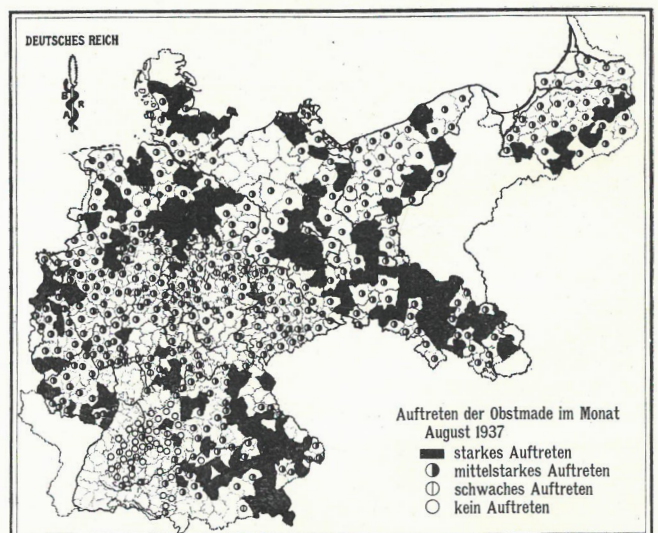 DEUTSCHES REICH
Auftreten der Obstmade im Monat
August 1937
starkes Auftreten
mittelstarkes Auftreten
schwaches Auftreten
kein Auftreten